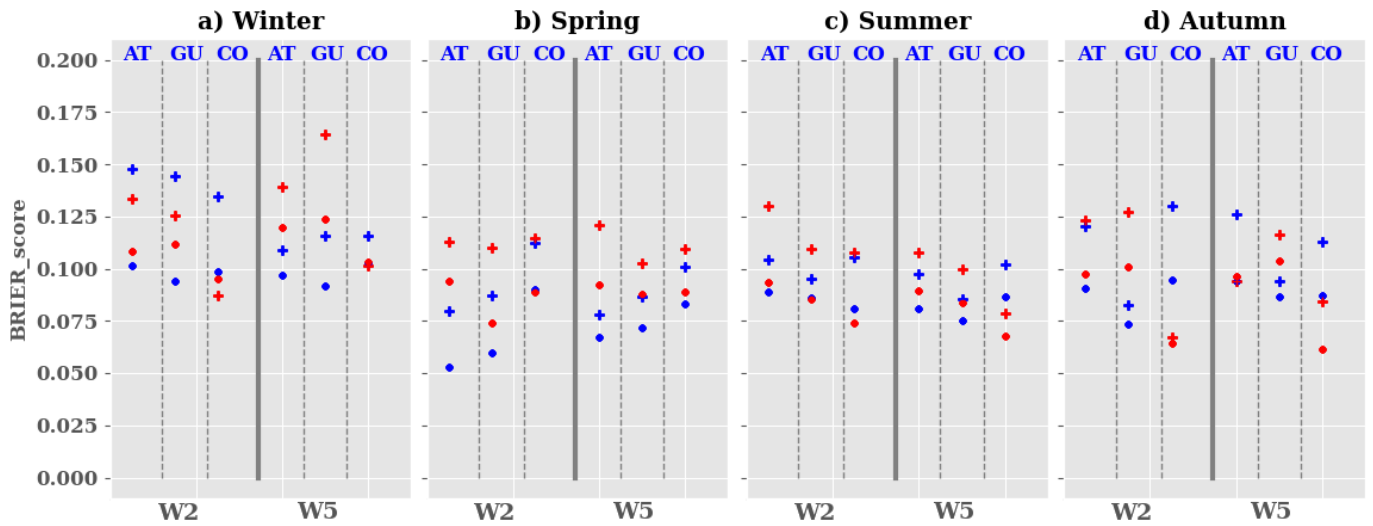 a) Winter b) Spring c) Summer d) Autumn
AT GU CO AT GU CO AT GU CO AT GU CO AT GU CO AT GU CO AT GU CO AT GU CO
0.200
0.175
0.150
0.125
0.100
0.075
0.050
0.025
0.000
BRIER_score
W2 W5 W2 W5 W2 W5 W2 W5